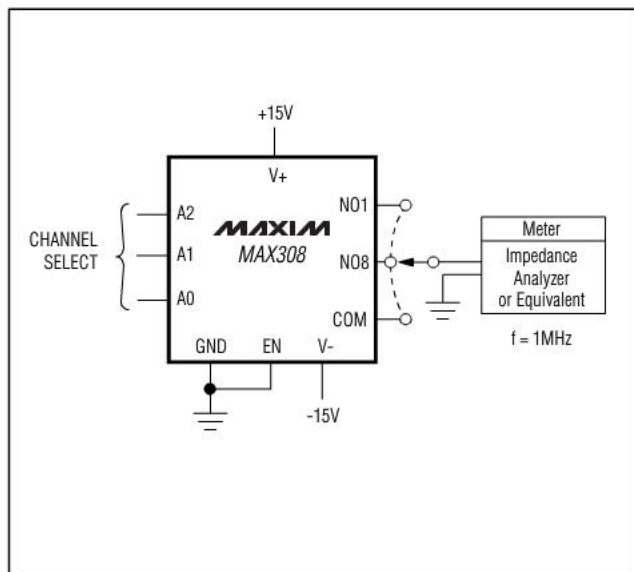 +15V
V+
A2
NO1
MAXIM
MAX308
CHANNEL
SELECT
A1
NO8
A0
COM
GND
EN
V-
-15V
Meter
Impedance
Analyzer
or Equivalent
f = 1MHz